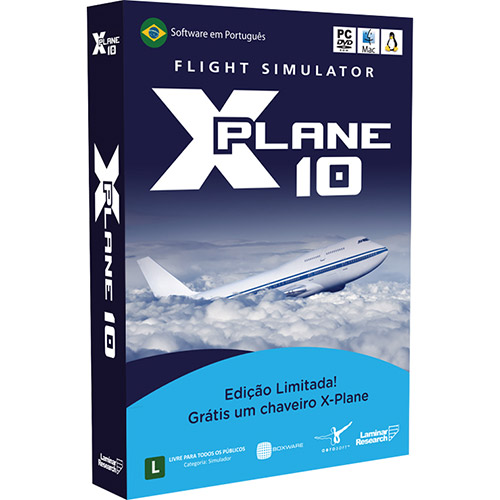 X PLANE 10
Software em Português
PC DVD Mac
FLIGHT SIMULATOR
X PLANE
10
X PLANE 10
Edição Limitada!
Grátis um chaveiro X-Plane
L
LIVRE PARA TODOS OS PÚBLICOS
Categoria: Simulador
BOXWARE
aerosoft
Laminar
Research
Laminar
Research